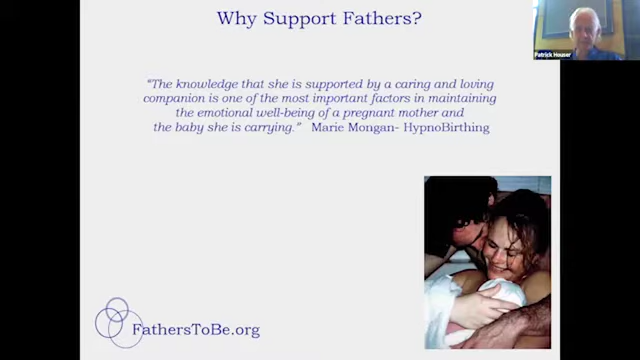 Why Support Fathers?
Patrick Houser
“The knowledge that she is supported by a caring and loving
companion is one of the most important factors in maintaining
the emotional well-being of a pregnant mother and
the baby she is carrying.” Marie Mongan- HypnoBirthing
FathersToBe.org